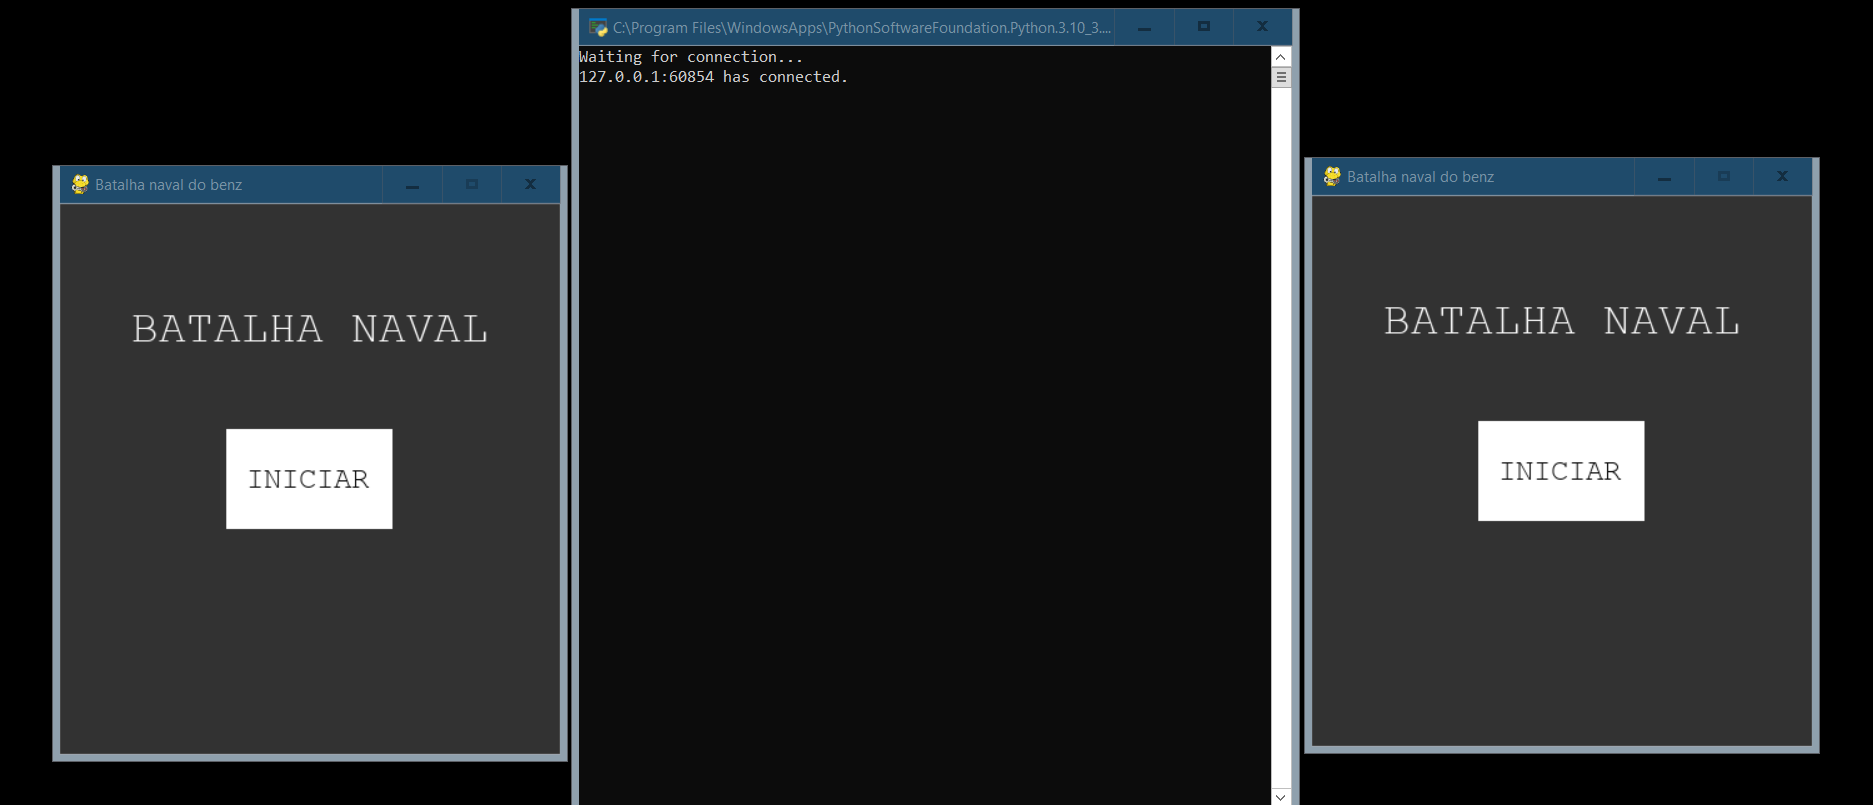 Batalha naval do benz
BATALHA NAVAL
INICIAR
C:\Program Files\WindowsApps\PythonSoftwareFoundation.Python.3.10_3....
Waiting for connection...
127.0.0.1:60854 has connected.
Batalha naval do benz
BATALHA NAVAL
INICIAR